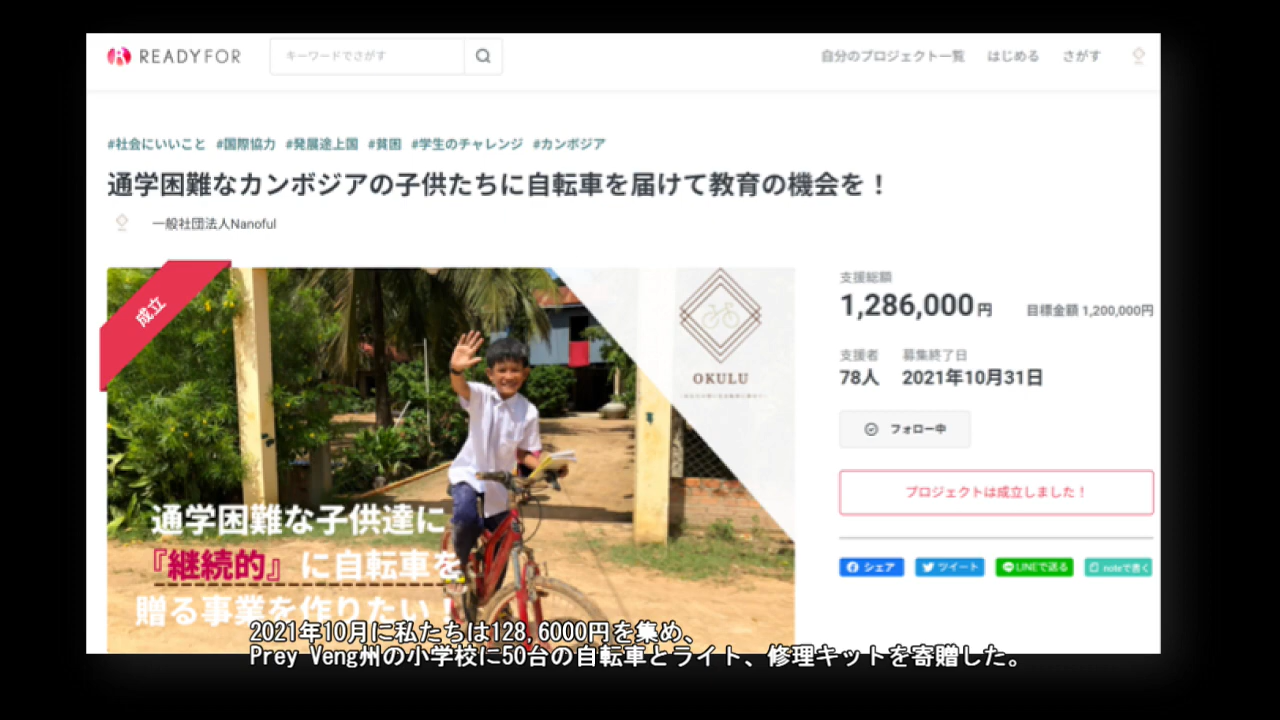 READYFOR
キーワードでさがす
自分のプロジェクト一覧 はじめる さがす
#社会にいいこと #国際協力 #発展途上国 #貧困 #学生のチャレンジ #カンボジア
通学困難なカンボジアの子供たちに自転車を届けて教育の機会を！
一般社団法人Nanoful
成立
OKULU
通学困難な子供達に
『継続的』に自転車を
贈る事業を作りたい！
支援総額
1,286,000円 目標金額 1,200,000円
支援者 募集終了日
78人 2021年10月31日
フォロー中
プロジェクトは成立しました！
シェア ツイート LINEで送る noteで書く
2021年10月に私たちは128,6000円を集め、
Prey Veng州の小学校に50台の自転車とライト、修理キットを寄贈した。